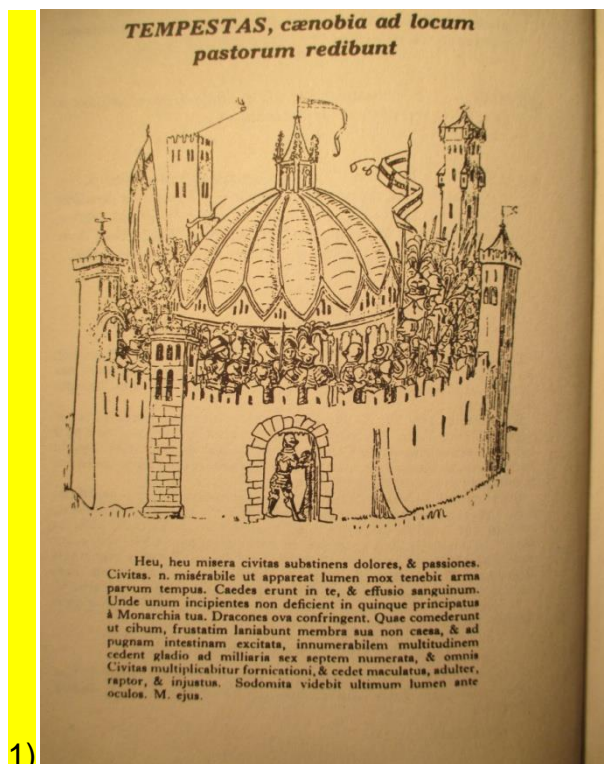 TEMPESTAS, cænobia ad locum
pastorum redibunt
Heu, heu misera civitas substinens dolores, & passiones.
Civitas. n. misérabile ut appareat lumen mox tenebit arma
parvum tempus. Caedes erunt in te, & effusio sanguinum.
Unde unum incipientes non deficient in quinque principatus
à Monarchia tua. Dracones ova confringent. Quae comederunt
ut cibum, frustatim laniabunt membra sua non caesa, & ad
pugnam intestinam excitata, innumerabilem multitudinem
cedent gladio ad milliaria sex septem numerata, & omnis
Civitas multiplicabitur fornicationi, & cedet maculatus, adulter,
raptor, & injustus. Sodomita videbit ultimum lumen ante
oculos. M. ejus.
1)